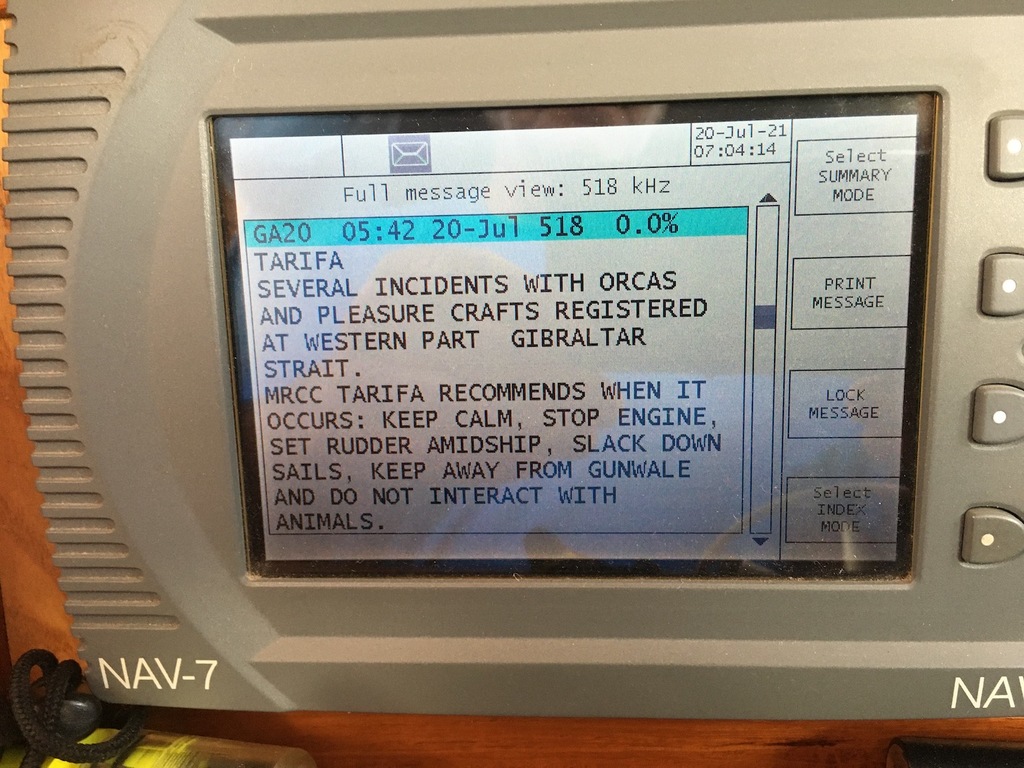 20-Jul-21
07:04:14
Full message view: 518 kHz
GA20 05:42 20-Jul 518 0.0%
TARIFA
SEVERAL INCIDENTS WITH ORCAS
AND PLEASURE CRAFTS REGISTERED
AT WESTERN PART GIBRALTAR
STRAIT.
MRCC TARIFA RECOMMENDS WHEN IT
OCCURS: KEEP CALM, STOP ENGINE,
SET RUDDER AMIDSHIP, SLACK DOWN
SAILS, KEEP AWAY FROM GUNWALE
AND DO NOT INTERACT WITH
ANIMALS.
Select
SUMMARY
MODE
PRINT
MESSAGE
LOCK
MESSAGE
Select
INDEX
MODE
NAV-7